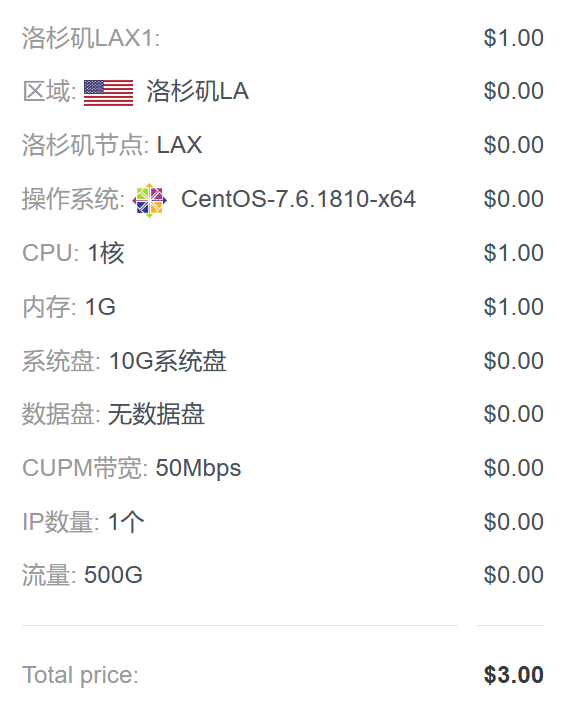 洛杉矶LAX1: $1.00
区域: 洛杉矶LA $0.00
洛杉矶节点: LAX $0.00
操作系统: CentOS-7.6.1810-x64 $0.00
CPU: 1核 $1.00
内存: 1G $1.00
系统盘: 10G系统盘 $0.00
数据盘: 无数据盘 $0.00
CUPM带宽: 50Mbps $0.00
IP数量: 1个 $0.00
流量: 500G $0.00
Total price: $3.00